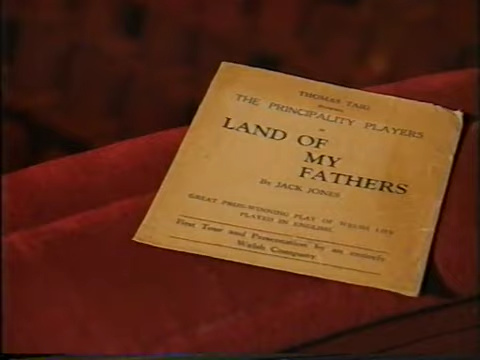 THOMAS TAIG
presents
THE PRINCIPALITY PLAYERS
in
LAND OF
MY
FATHERS
By JACK JONES
GREAT PRIZE-WINNING PLAY OF WELSH LIFE
PLAYED IN ENGLISH.
First Tour and Presentation by an entirely
Welsh Company.